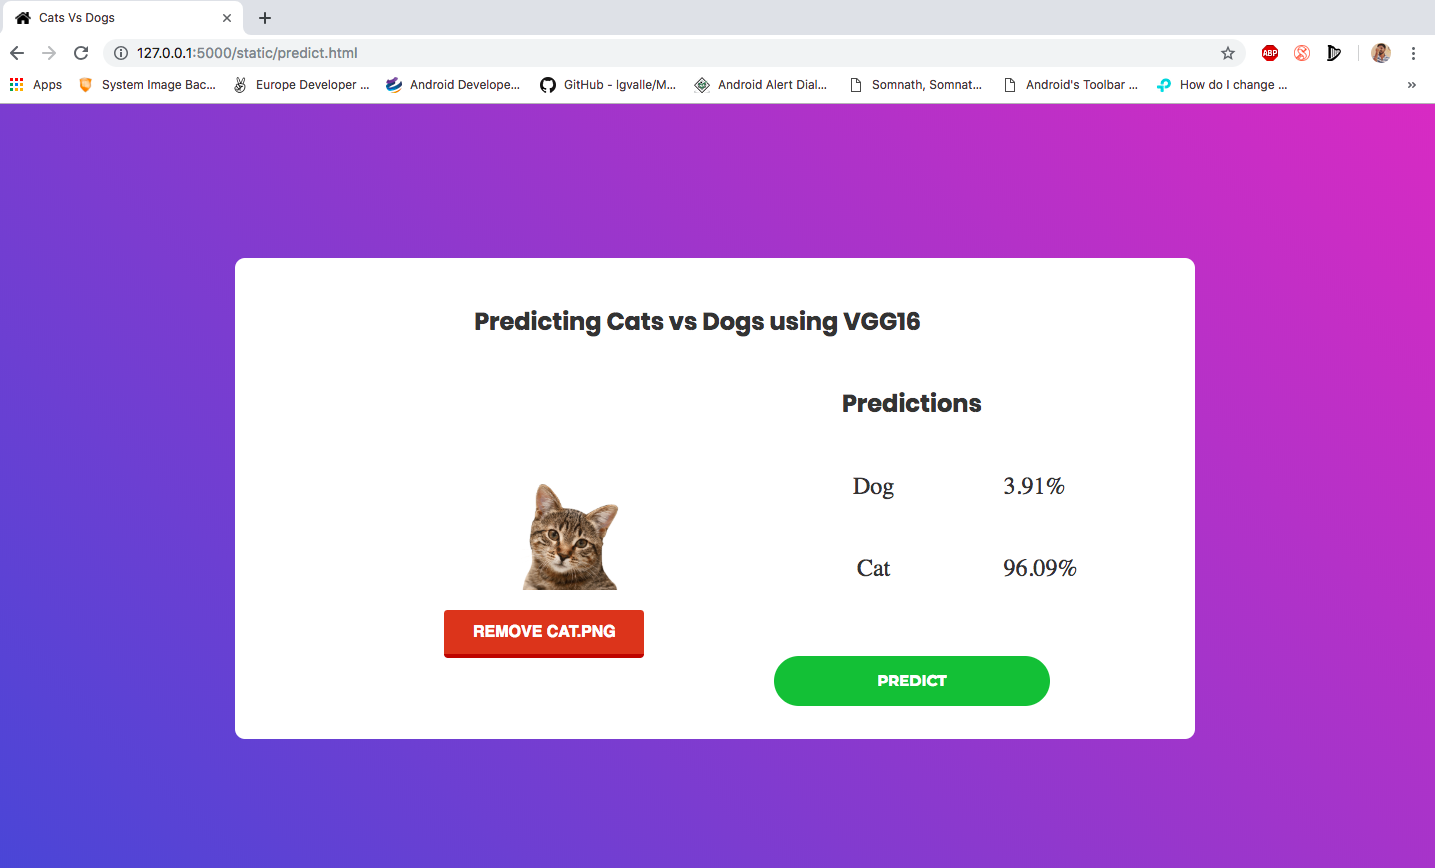 Cats Vs Dogs
127.0.0.1:5000/static/predict.html
ABP
Apps System Image Bac... Europe Developer ... Android Develope... GitHub - lgvalle/M... Android Alert Dial... Somnath, Somnat... Android's Toolbar ... How do I change ... »
Predicting Cats vs Dogs using VGG16
Predictions
Dog 3.91%
Cat 96.09%
REMOVE CAT.PNG
PREDICT